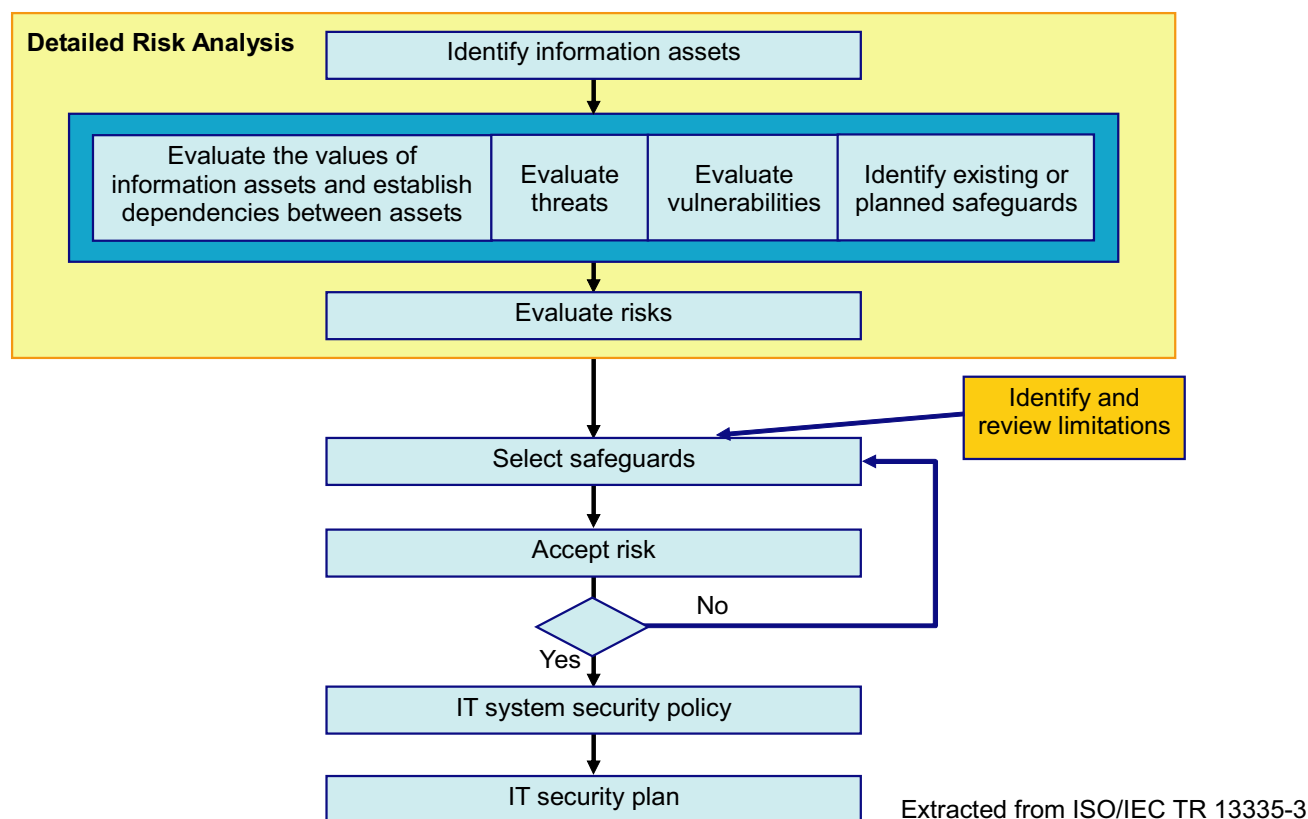 Detailed Risk Analysis
Identify information assets
Evaluate the values of
information assets and establish
dependencies between assets
Evaluate
threats
Evaluate
vulnerabilities
Identify existing or
planned safeguards
Evaluate risks
Identify and
review limitations
Select safeguards
Accept risk
No
Yes
IT system security policy
IT security plan
Extracted from ISO/IEC TR 13335-3